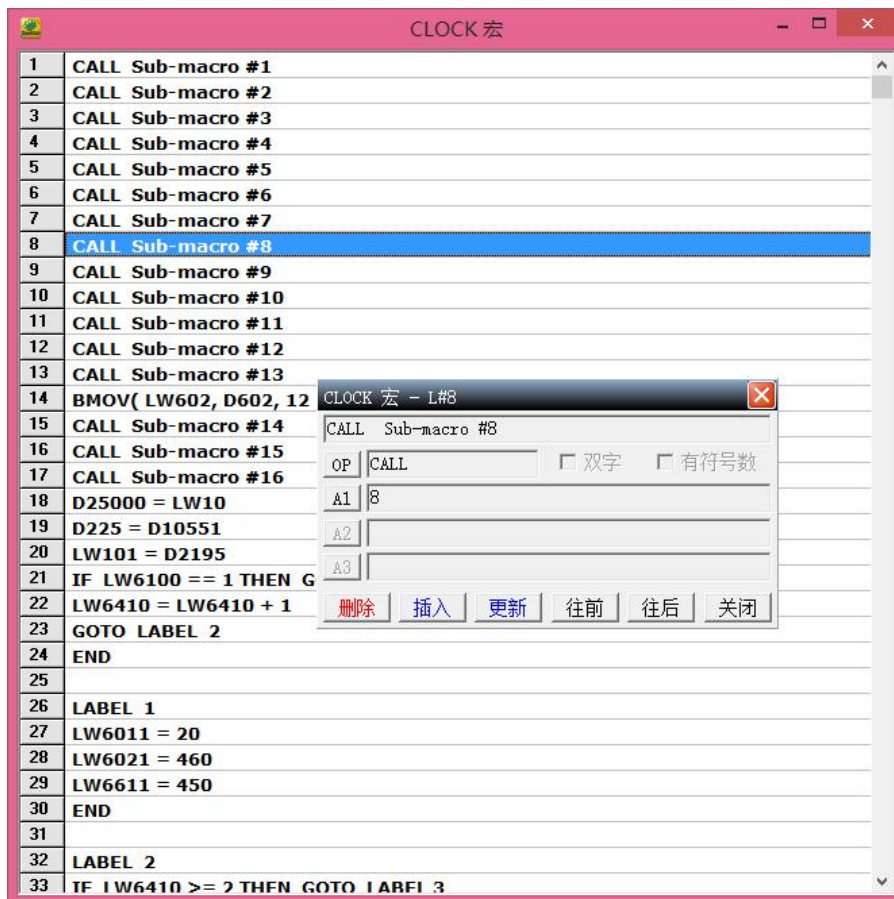 CLOCK 宏
1 CALL Sub-macro #1
2 CALL Sub-macro #2
3 CALL Sub-macro #3
4 CALL Sub-macro #4
5 CALL Sub-macro #5
6 CALL Sub-macro #6
7 CALL Sub-macro #7
8 CALL Sub-macro #8
9 CALL Sub-macro #9
10 CALL Sub-macro #10
11 CALL Sub-macro #11
12 CALL Sub-macro #12
13 CALL Sub-macro #13
14 BMOV( LW602, D602, 12
15 CALL Sub-macro #14
16 CALL Sub-macro #15
17 CALL Sub-macro #16
18 D25000 = LW10
19 D225 = D10551
20 LW101 = D2195
21 IF LW6100 == 1 THEN G
22 LW6410 = LW6410 + 1
23 GOTO LABEL 2
24 END
25
26 LABEL 1
27 LW6011 = 20
28 LW6021 = 460
29 LW6611 = 450
30 END
31
32 LABEL 2
33 IF LW6410 >= 2 THEN GOTO LABEL 3
CLOCK 宏 - L#8
CALL Sub-macro #8
OP CALL 双字 有符号数
A1 8
A2
A3
删除 插入 更新 往前 往后 关闭